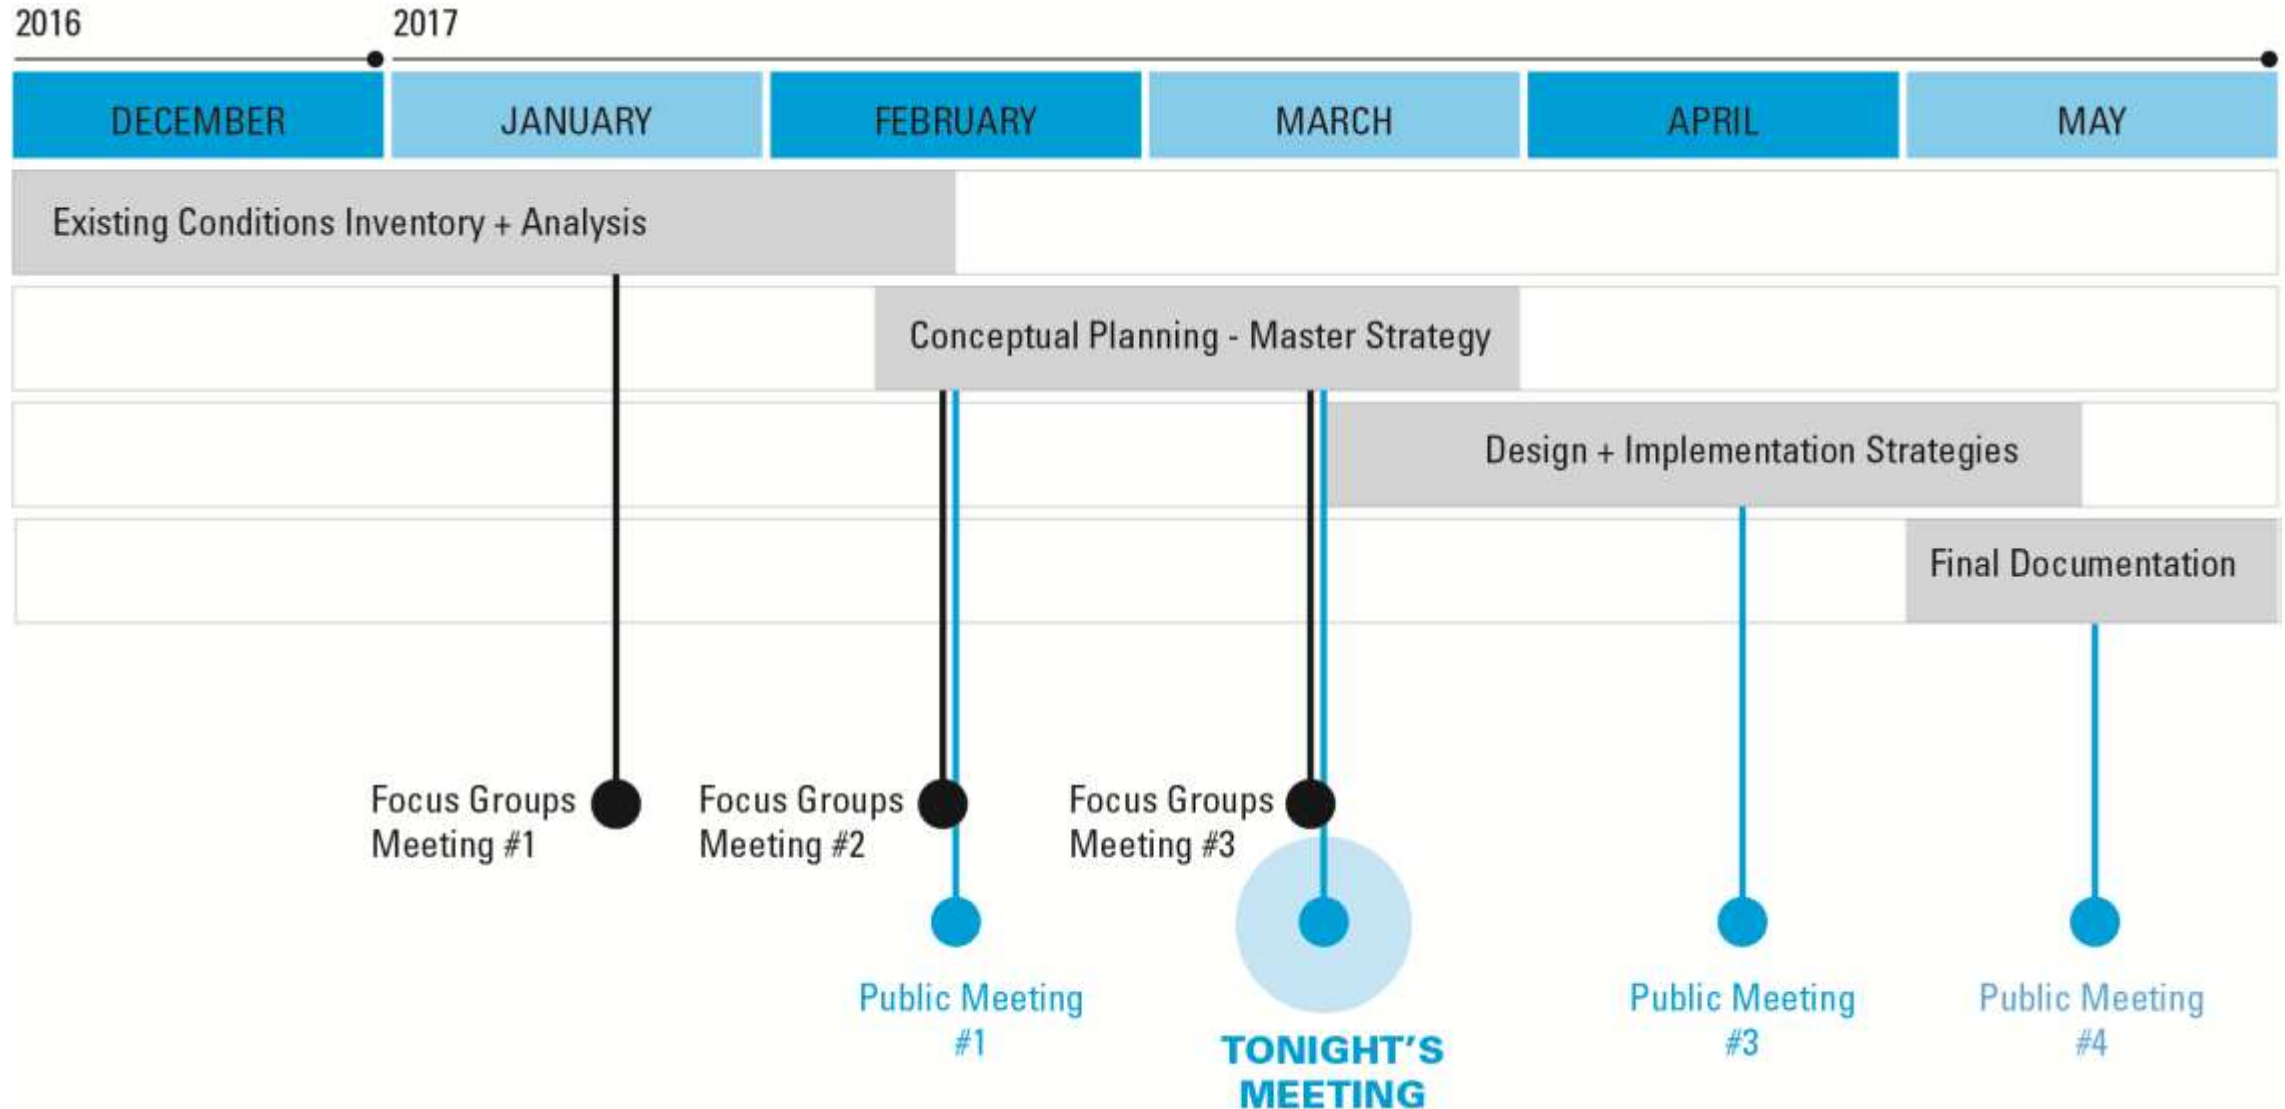 2016
2017
DECEMBER
JANUARY
FEBRUARY
MARCH
APRIL
MAY
Existing Conditions Inventory + Analysis
Conceptual Planning - Master Strategy
Design + Implementation Strategies
Final Documentation
Focus Groups
Meeting #1
Focus Groups
Meeting #2
Focus Groups
Meeting #3
Public Meeting
#1
TONIGHT'S
MEETING
Public Meeting
#3
Public Meeting
#4